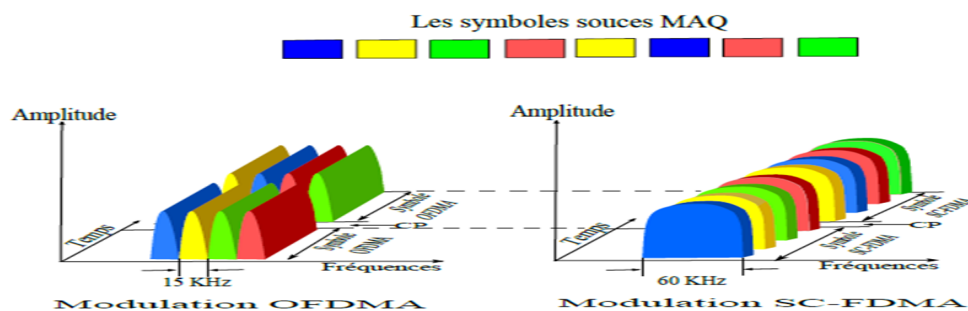 Les symboles souces MAQ
Amplitude
Temps
Symbole
OFDMA
CP
Symbole
OFDMA
Fréquences
15 KHz
Modulation OFDMA
Amplitude
Temps
Symbole
SC-FDMA
CP
Symbole
SC-FDMA
Fréquences
60 KHz
Modulation SC-FDMA